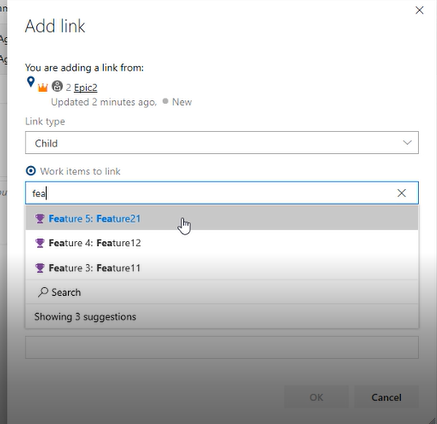 Add link
You are adding a link from:
2 Epic2
Updated 2 minutes ago, New
Link type
Child
Work items to link
fea
Feature 5: Feature21
Feature 4: Feature12
Feature 3: Feature11
Search
Showing 3 suggestions
OK
Cancel